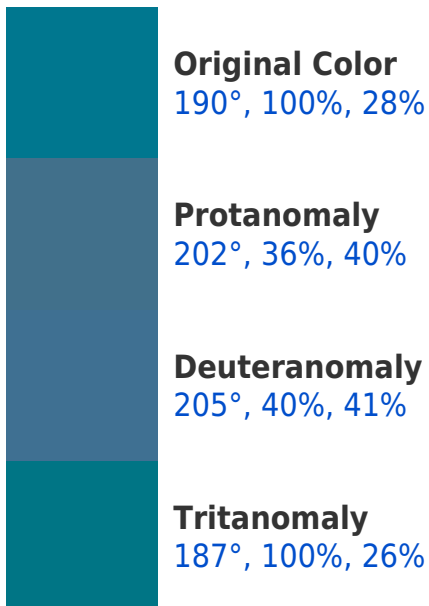 Original Color
190°, 100%, 28%
Protanomaly
202°, 36%, 40%
Deuteranomaly
205°, 40%, 41%
Tritanomaly
187°, 100%, 26%